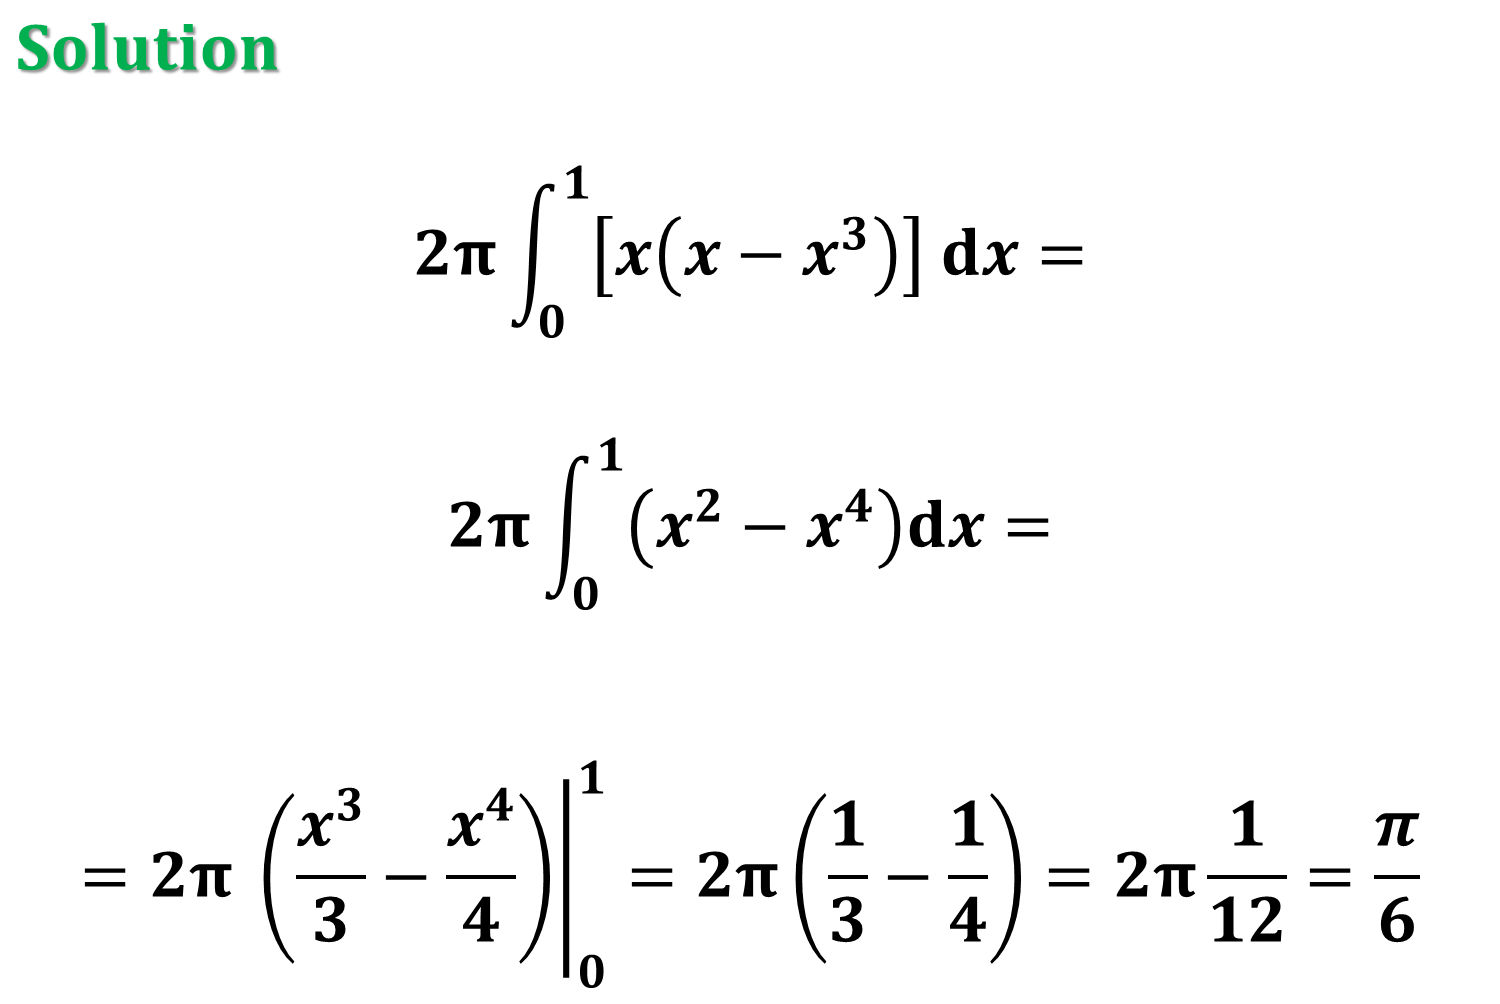 Solution
2π ∫₀¹ [x(x − x³)] dx =
2π ∫₀¹ (x² − x⁴)dx =
= 2π (x³/3 − x⁴/4)|₀¹ = 2π(1/3 − 1/4) = 2π 1/12 = π/6